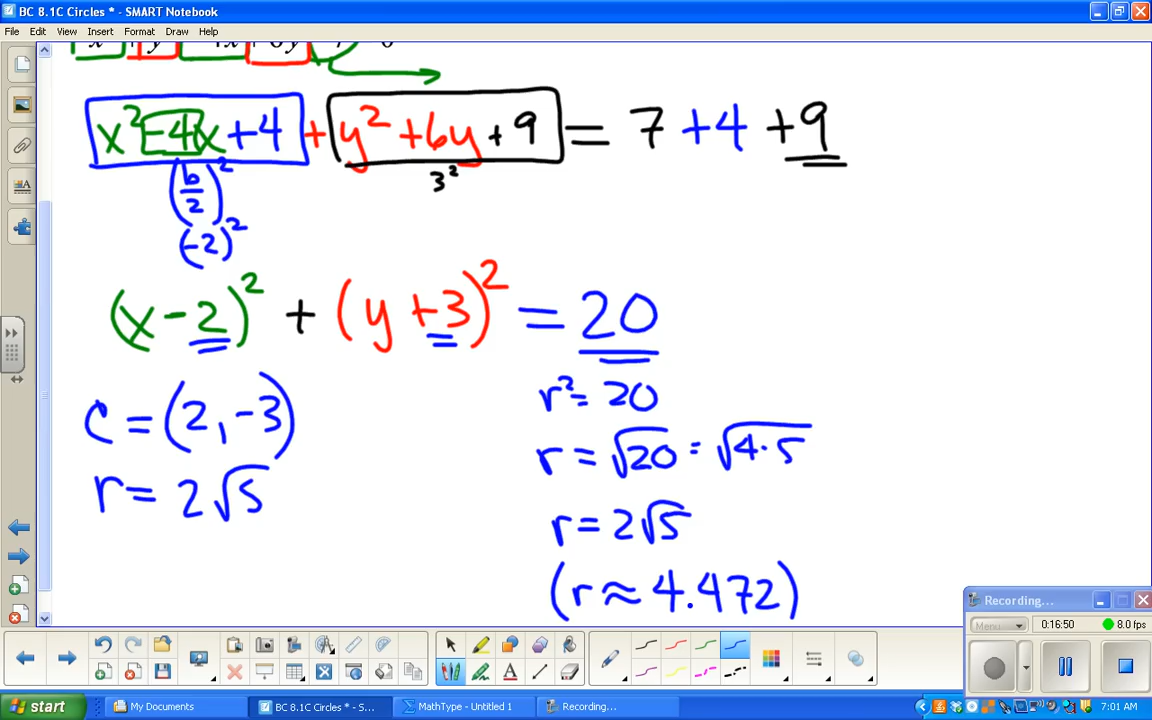 BC 8.1C Circles * - SMART Notebook
File Edit View Insert Format Draw Help
x² - 4x + 4 + y² + 6y + 9 = 7 + 4 + 9
(b/2)²
3²
(-2)²
(x - 2)² + (y + 3)² = 20
c = (2, -3)
r = 2√5
r² = 20
r = √20 = √4·5
r = 2√5
(r ≈ 4.472)
Recording...
Menu 0:16:50 8.0 fps
A
start My Documents BC 8.1C Circles * - S... MathType - Untitled 1 Recording... 7:01 AM